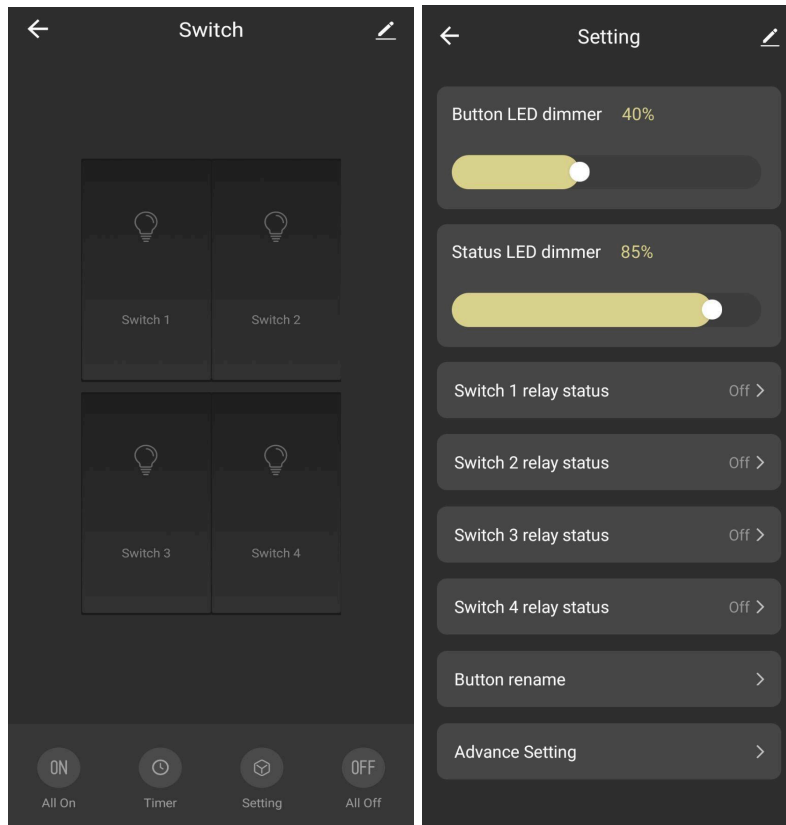 Switch
Switch 1
Switch 2
Switch 3
Switch 4
ON
All On
Timer
Setting
OFF
All Off
Setting
Button LED dimmer 40%
Status LED dimmer 85%
Switch 1 relay status Off
Switch 2 relay status Off
Switch 3 relay status Off
Switch 4 relay status Off
Button rename
Advance Setting